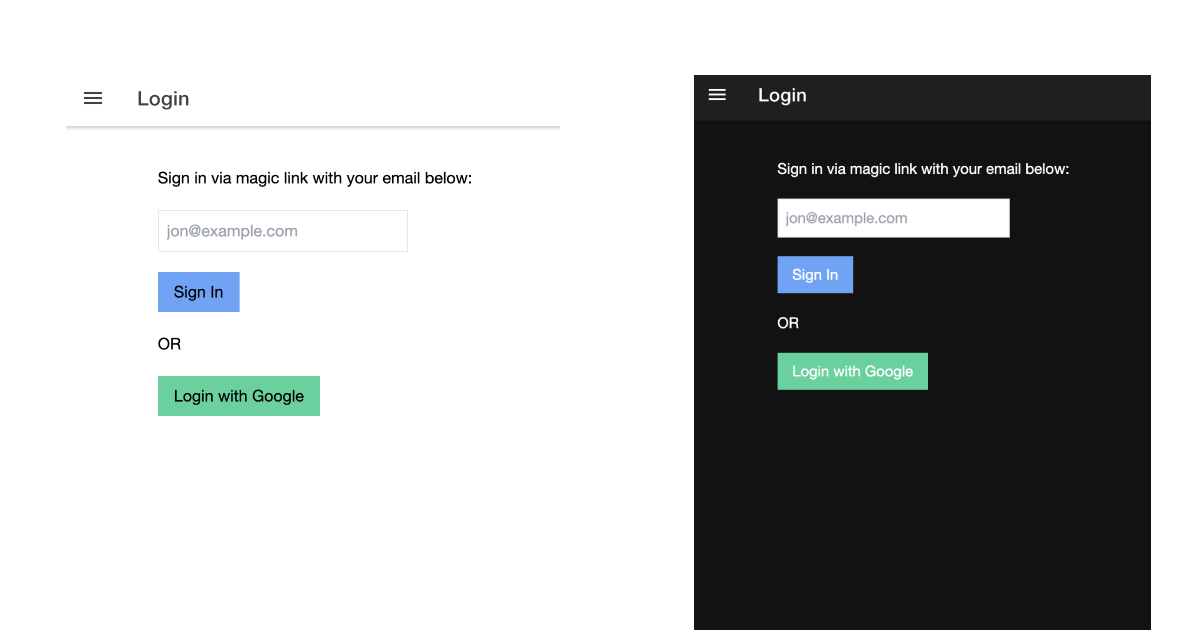 Login
Sign in via magic link with your email below:
jon@example.com
Sign In
OR
Login with Google
Login
Sign in via magic link with your email below:
jon@example.com
Sign In
OR
Login with Google